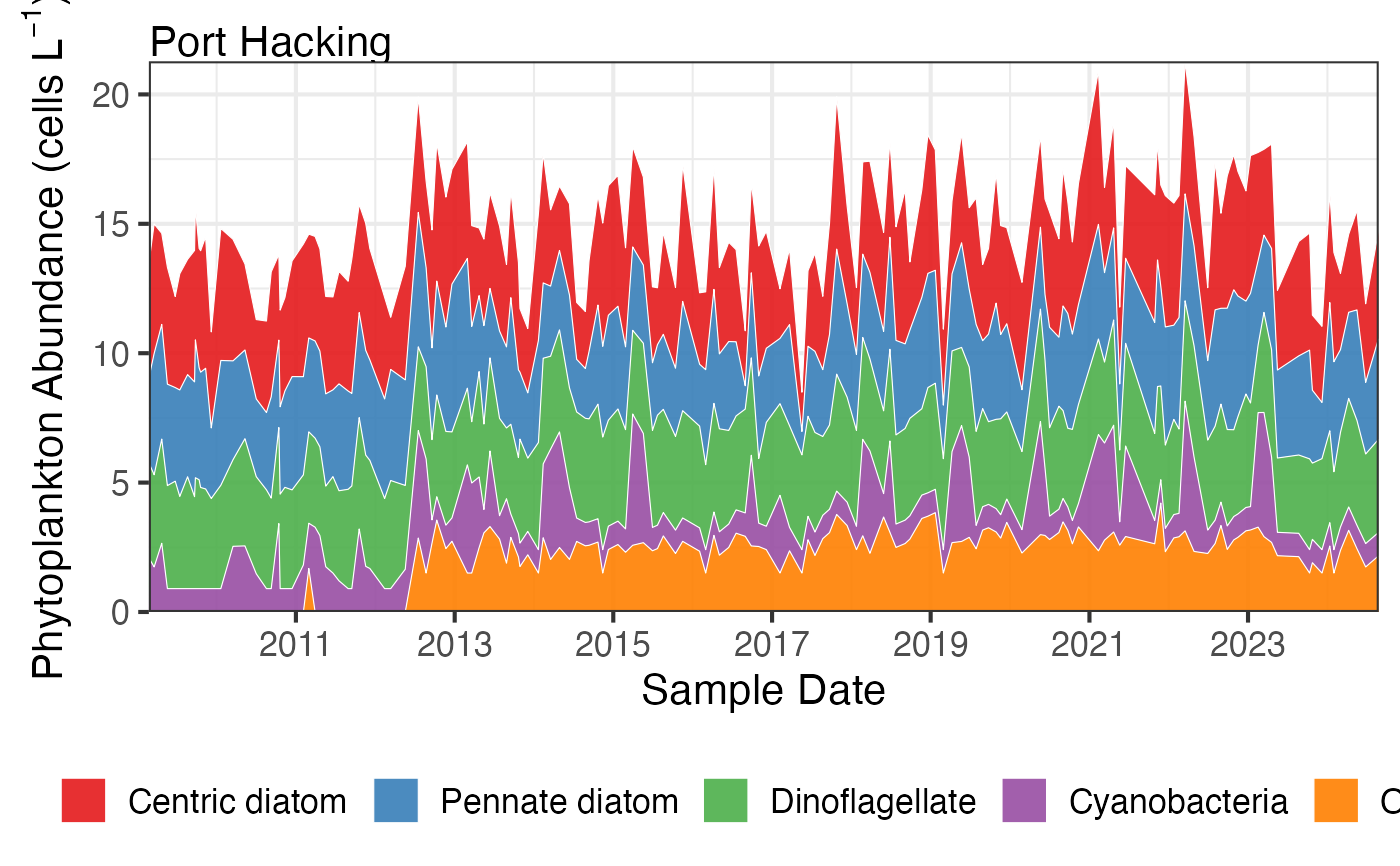 Port Hacking
Phytoplankton Abundance (cells L⁻¹)
20
15
10
5
0
2011 2013 2015 2017 2019 2021 2023
Sample Date
Centric diatom Pennate diatom Dinoflagellate Cyanobacteria